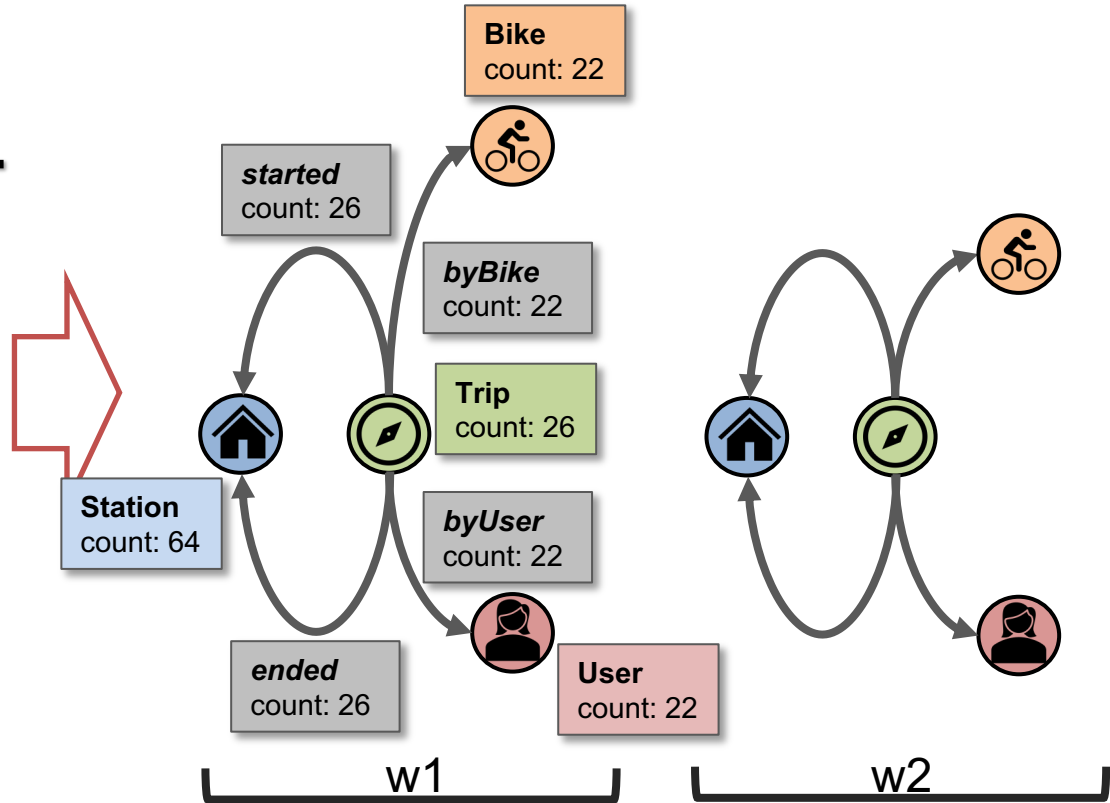 Bike
count: 22
started
count: 26
byBike
count: 22
Trip
count: 26
Station
count: 64
byUser
count: 22
ended
count: 26
User
count: 22
w1
w2